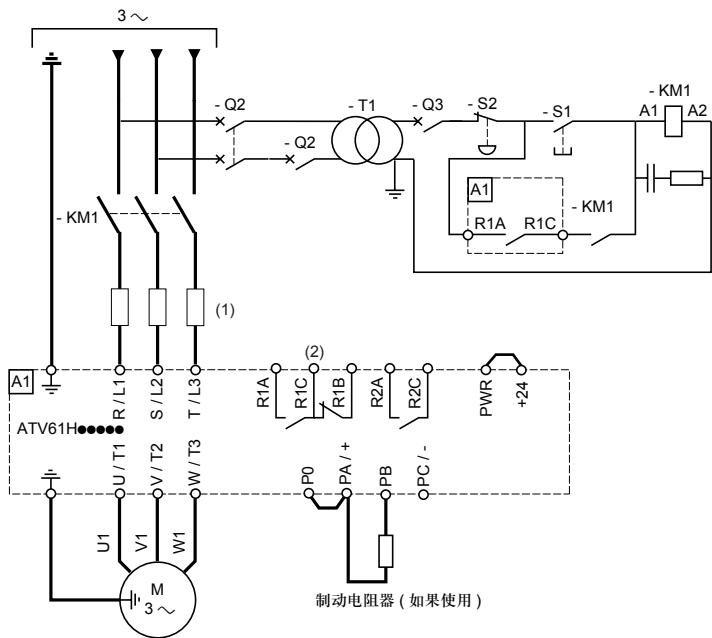 3 ~
- Q2
- T1
- Q3
- S2
- S1
- KM1
A1
A2
- Q2
A1
- KM1
R1A
R1C
- KM1
(1)
(2)
A1
R / L1
S / L2
T / L3
R1A
R1C
R1B
R2A
R2C
PWR
+24
ATV61H●●●●●
U / T1
V / T2
W / T3
P0
PA / +
PB
PC / -
U1
V1
W1
M
3 ~
制动电阻器 ( 如果使用 )